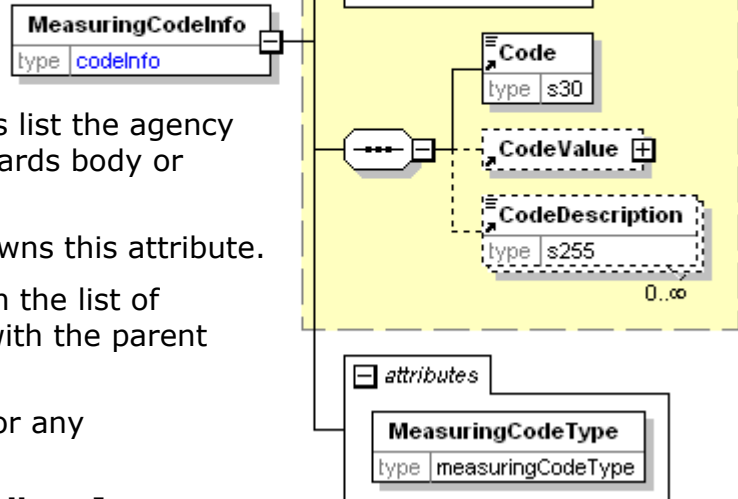 MeasuringCodeInfo
type codeInfo
s list the agency
ards body or
wns this attribute.
n the list of
with the parent
or any
Code
type s30
CodeValue
CodeDescription
type s255
0..∞
attributes
MeasuringCodeType
type measuringCodeType